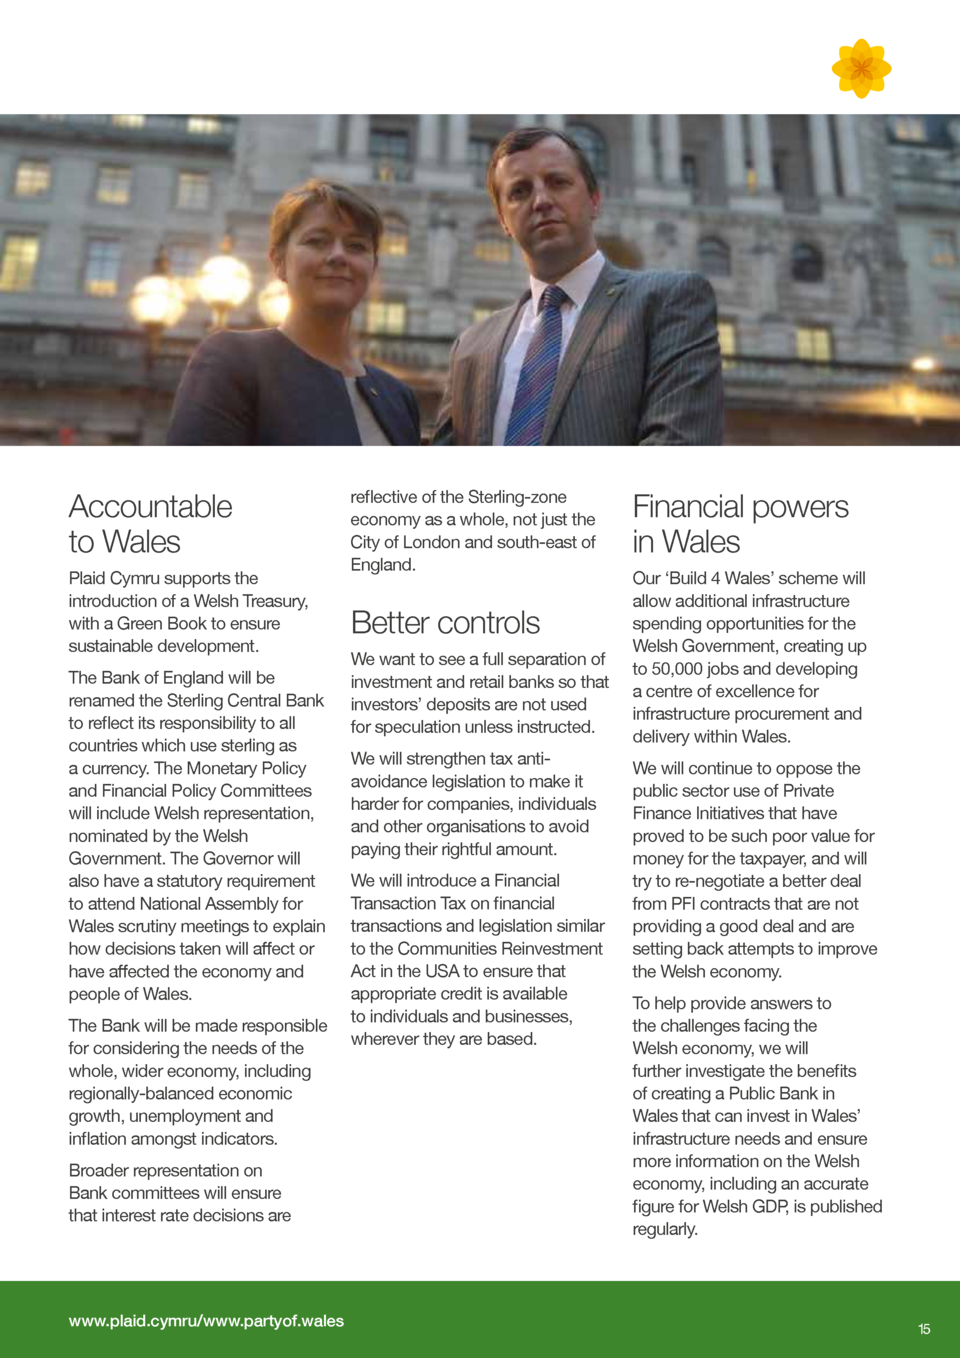 Accountable
to Wales
Plaid Cymru supports the
introduction of a Welsh Treasury,
with a Green Book to ensure
sustainable development.
The Bank of England will be
renamed the Sterling Central Bank
to reflect its responsibility to all
countries which use sterling as
a currency. The Monetary Policy
and Financial Policy Committees
will include Welsh representation,
nominated by the Welsh
Government. The Governor will
also have a statutory requirement
to attend National Assembly for
Wales scrutiny meetings to explain
how decisions taken will affect or
have affected the economy and
people of Wales.
The Bank will be made responsible
for considering the needs of the
whole, wider economy, including
regionally-balanced economic
growth, unemployment and
inflation amongst indicators.
Broader representation on
Bank committees will ensure
that interest rate decisions are
reflective of the Sterling-zone
economy as a whole, not just the
City of London and south-east of
England.
Better controls
We want to see a full separation of
investment and retail banks so that
investors’ deposits are not used
for speculation unless instructed.
We will strengthen tax anti-
avoidance legislation to make it
harder for companies, individuals
and other organisations to avoid
paying their rightful amount.
We will introduce a Financial
Transaction Tax on financial
transactions and legislation similar
to the Communities Reinvestment
Act in the USA to ensure that
appropriate credit is available
to individuals and businesses,
wherever they are based.
Financial powers
in Wales
Our ‘Build 4 Wales’ scheme will
allow additional infrastructure
spending opportunities for the
Welsh Government, creating up
to 50,000 jobs and developing
a centre of excellence for
infrastructure procurement and
delivery within Wales.
We will continue to oppose the
public sector use of Private
Finance Initiatives that have
proved to be such poor value for
money for the taxpayer, and will
try to re-negotiate a better deal
from PFI contracts that are not
providing a good deal and are
setting back attempts to improve
the Welsh economy.
To help provide answers to
the challenges facing the
Welsh economy, we will
further investigate the benefits
of creating a Public Bank in
Wales that can invest in Wales’
infrastructure needs and ensure
more information on the Welsh
economy, including an accurate
figure for Welsh GDP, is published
regularly.
www.plaid.cymru/www.partyof.wales
15